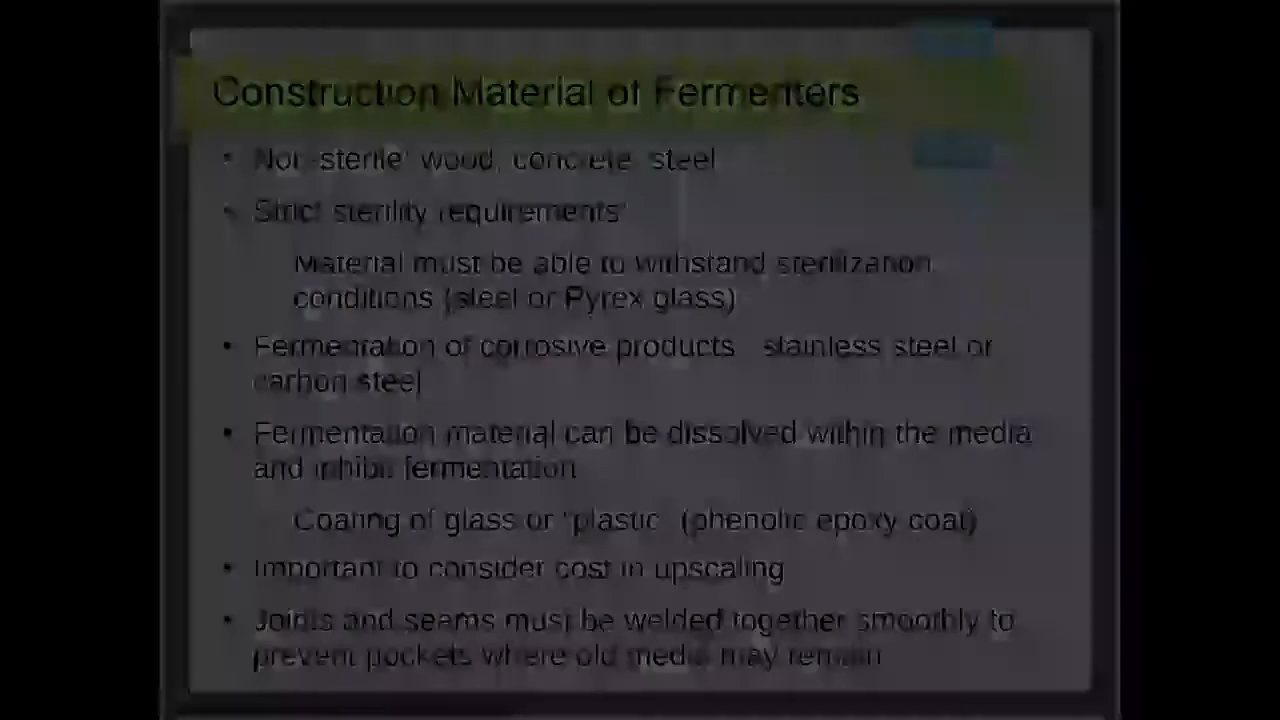 Construction Material of Fermenters
• Non-sterile: wood, concrete, steel
• Strict sterility requirements:
Material must be able to withstand sterilization
conditions (steel or Pyrex glass)
• Fermentation of corrosive products stainless steel or
carbon steel
• Fermentation material can be dissolved within the media
and inhibit fermentation
Coating of glass or "plastic" (phenolic epoxy coat)
• Important to consider cost in upscaling
• Joints and seams must be welded together smoothly to
prevent pockets where old media may remain